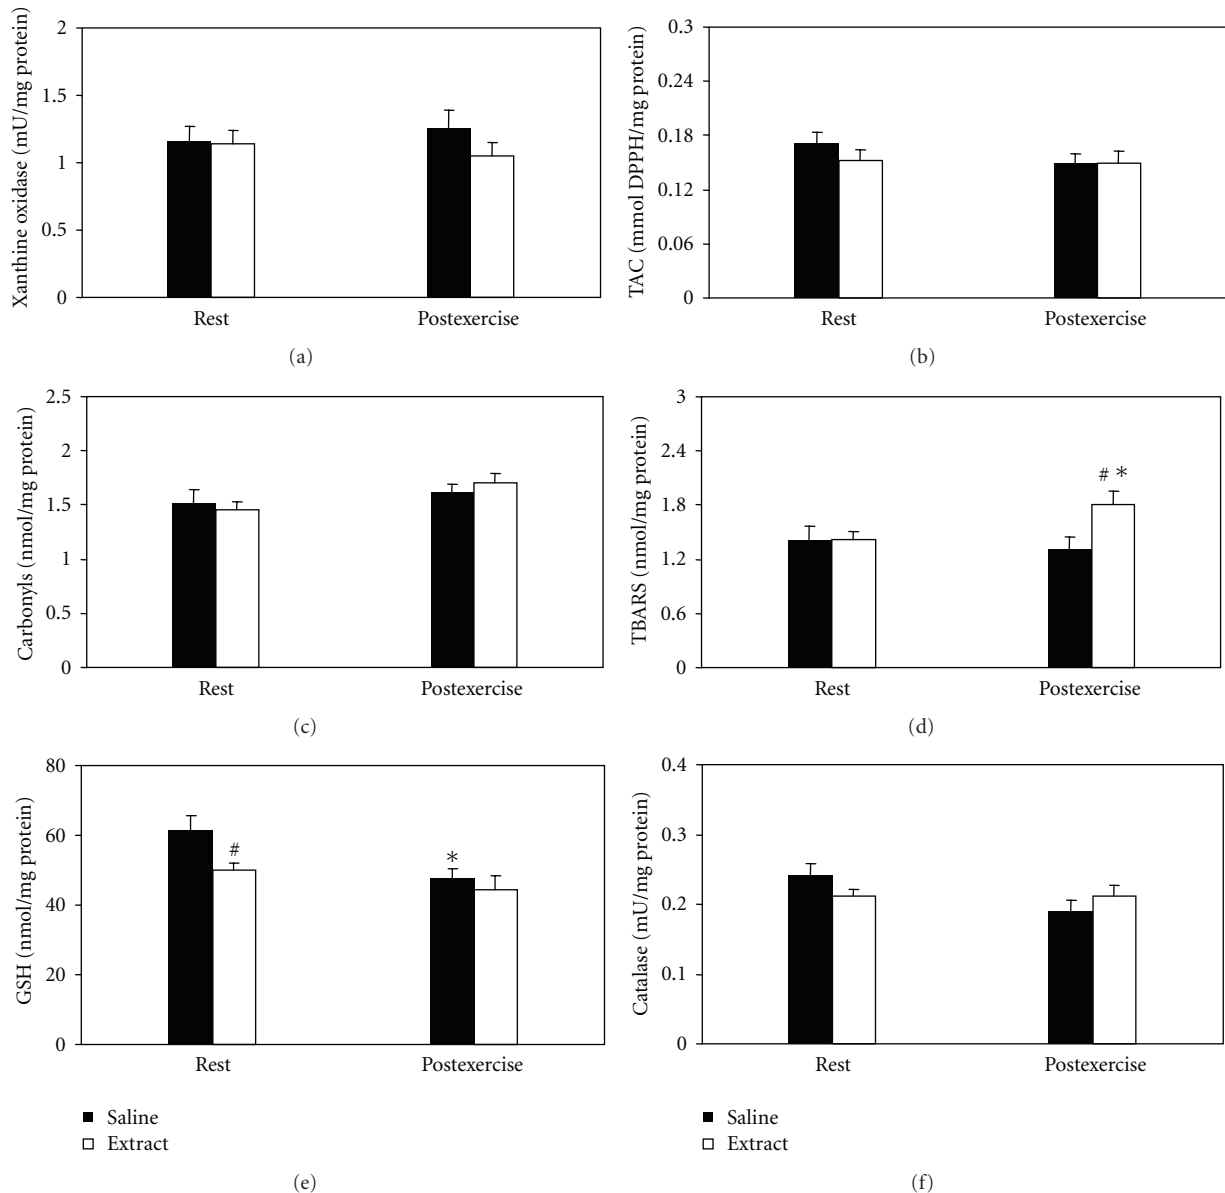 Xanthine oxidase (mU/mg protein)
2
1.5
1
0.5
0
Rest Postexercise
(a)
TAC (mmol DPPH/mg protein)
0.3
0.24
0.18
0.12
0.06
0
Rest Postexercise
(b)
Carbonyls (nmol/mg protein)
2.5
2
1.5
1
0.5
0
Rest Postexercise
(c)
TBARS (nmol/mg protein)
3
2.4
1.8
1.2
0.6
0
# *
Rest Postexercise
(d)
GSH (nmol/mg protein)
80
60
40
20
0
#
*
Rest Postexercise
Saline
Extract
(e)
Catalase (mU/mg protein)
0.4
0.3
0.2
0.1
0
Rest Postexercise
Saline
Extract
(f)